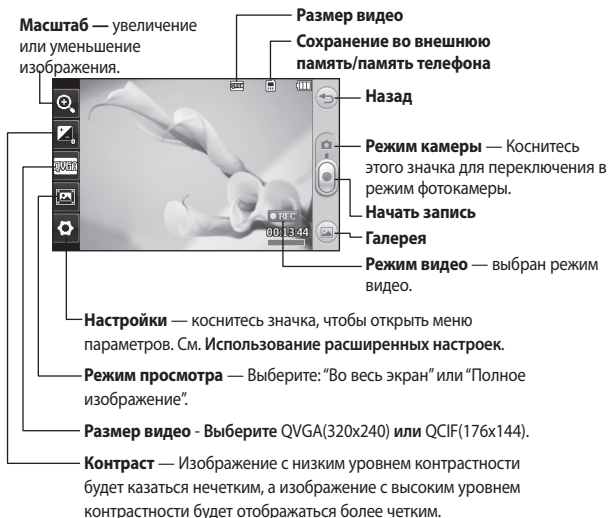 Масштаб — увеличение
или уменьшение
изображения.
Размер видео
Сохранение во внешнюю
память/память телефона
Назад
Режим камеры — Коснитесь
этого значка для переключения в
режим фотокамеры.
Начать запись
Галерея
Режим видео — выбран режим
видео.
QVGA
REC
00:13:44
Настройки — коснитесь значка, чтобы открыть меню
параметров. См. Использование расширенных настроек.
Режим просмотра — Выберите: “Во весь экран” или “Полное
изображение”.
Размер видео - Выберите QVGA(320x240) или QCIF(176x144).
Контраст — Изображение с низким уровнем контрастности
будет казаться нечетким, а изображение с высоким уровнем
контрастности будет отображаться более четким.